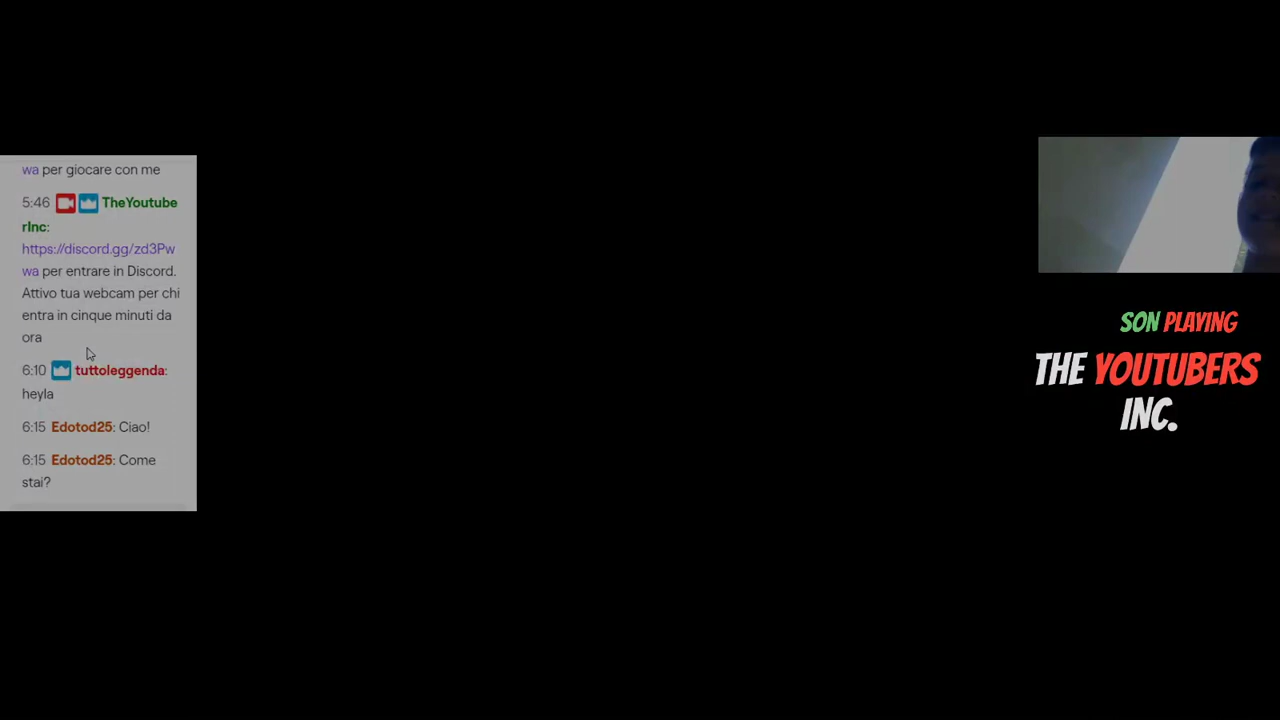 wa per giocare con me
5:46 TheYoutube
rInc:
https://discord.gg/zd3Pw
wa per entrare in Discord.
Attivo tua webcam per chi
entra in cinque minuti da
ora
6:10 tuttoleggenda:
heyla
6:15 Edotod25: Ciao!
6:15 Edotod25: Come
stai?
SON PLAYING
THE YOUTUBERS
INC.